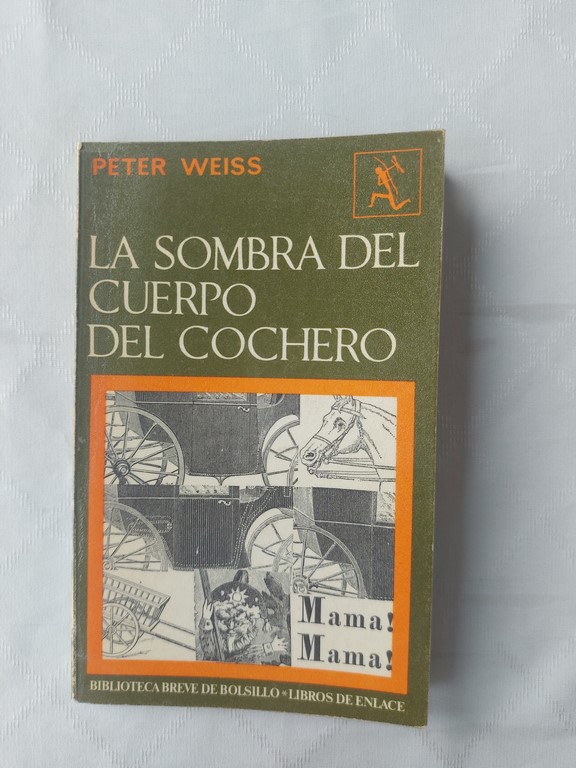 PETER WEISS
LA SOMBRA DEL
CUERPO
DEL COCHERO
Mama!
Mama!
BIBLIOTECA BREVE DE BOLSILLO * LIBROS DE ENLACE